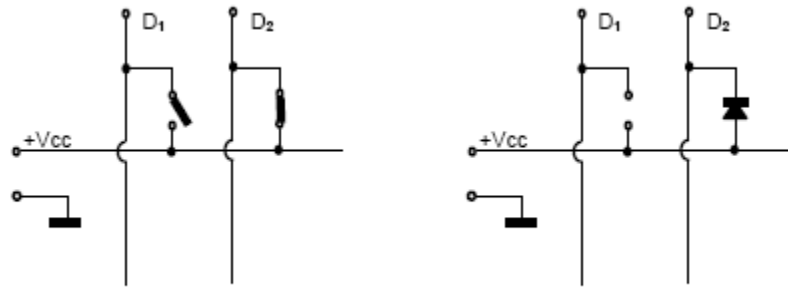 D₁ D₂ D₁ D₂
+Vcc +Vcc